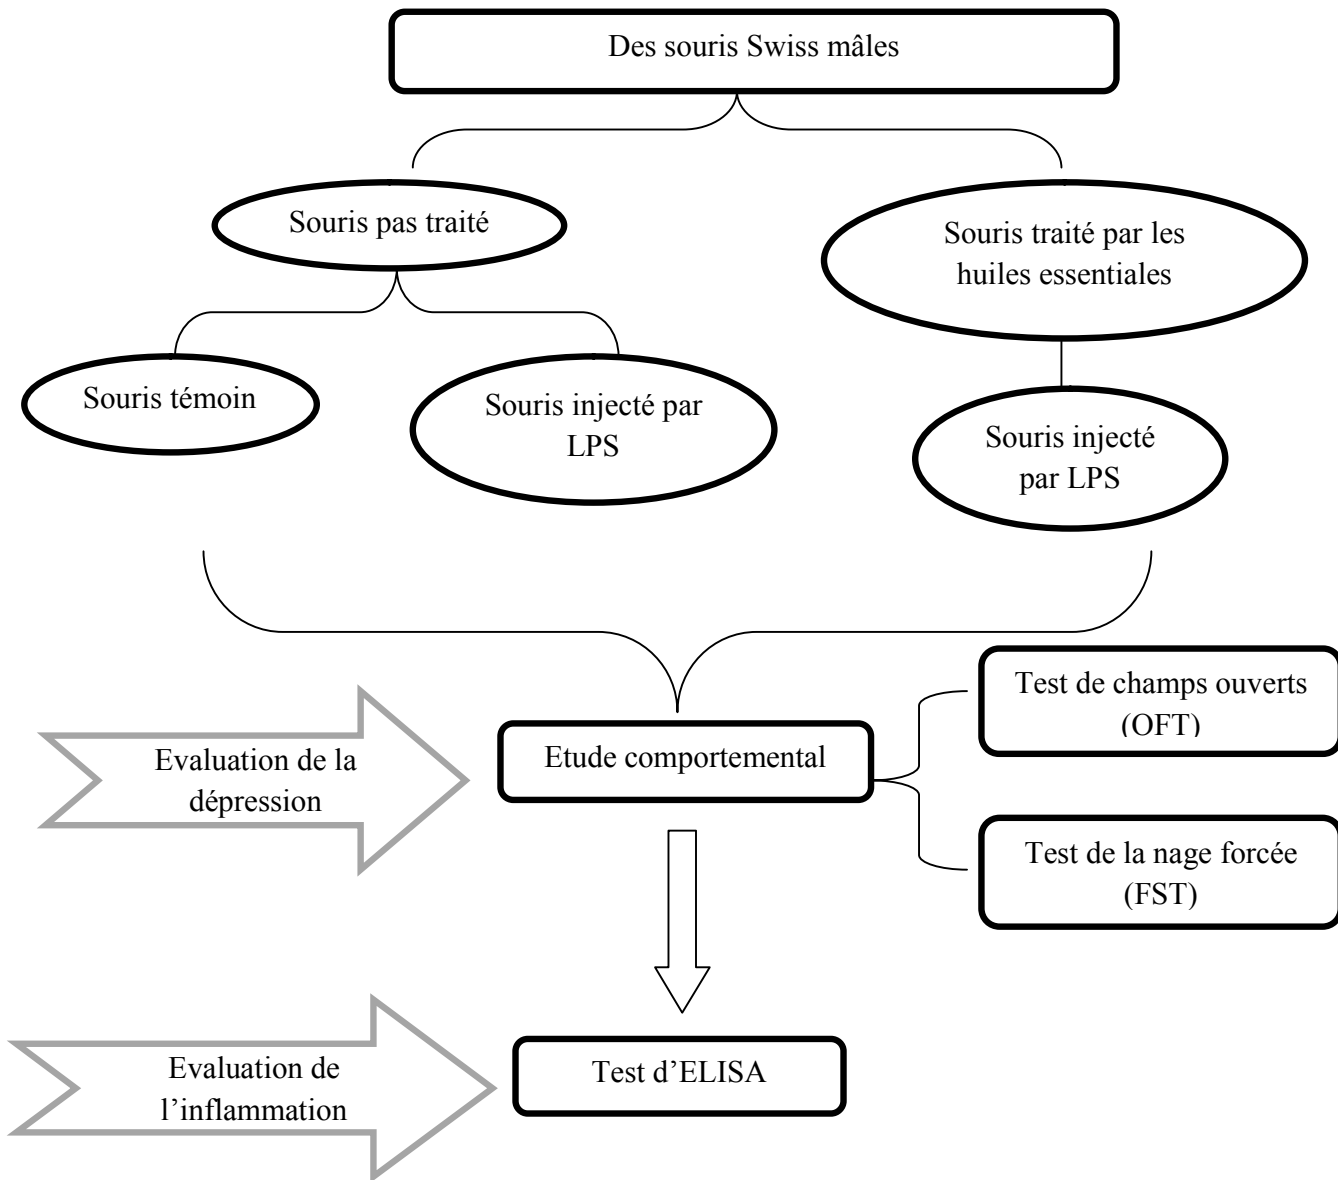 Des souris Swiss mâles
Souris pas traité
Souris traité par les
huiles essentiales
Souris témoin
Souris injecté par
LPS
Souris injecté
par LPS
Test de champs ouverts
(OFT)
Evaluation de la
dépression
Etude comportemental
Test de la nage forcée
(FST)
Evaluation de
l’inflammation
Test d’ELISA